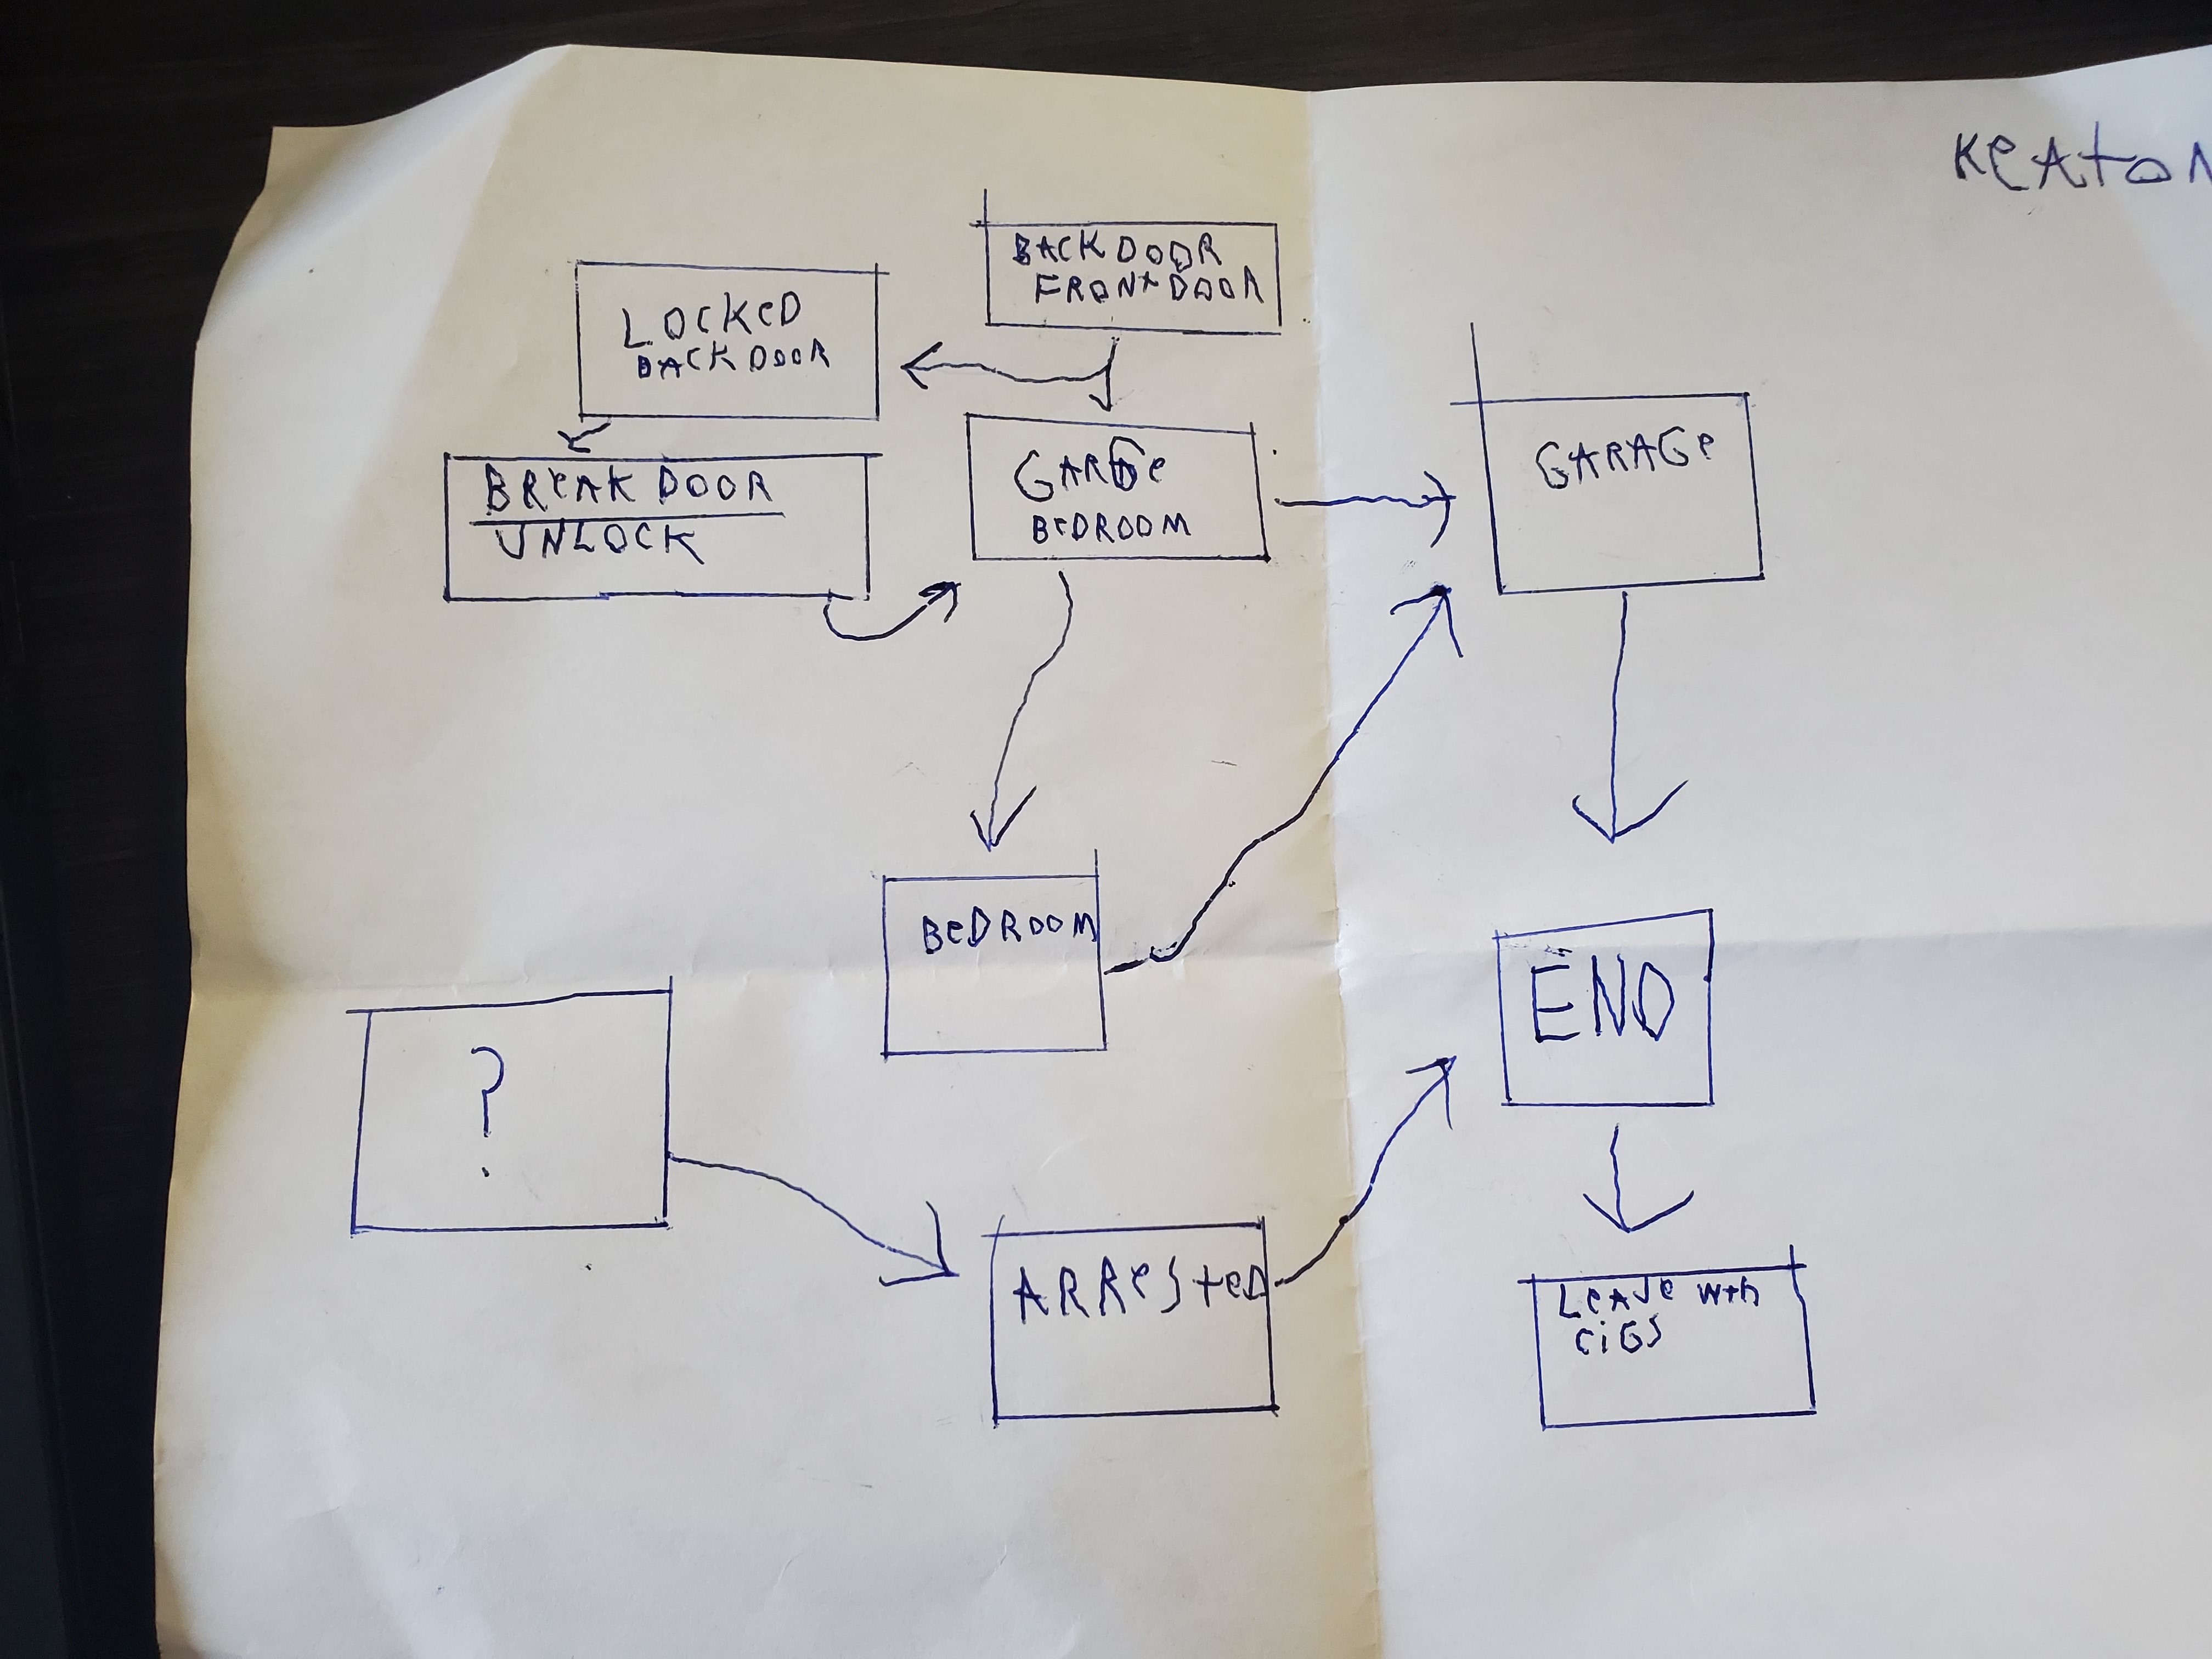 KeAtoN
BACK DOOR
FRONt DOOR
LOCKeD
BACK DOOR
BReAK DOOR
UNLOCK
GARGe
BeDROOM
GARAGe
BeDROOM
END
?
ARResteD
LeAve wth
ciGS